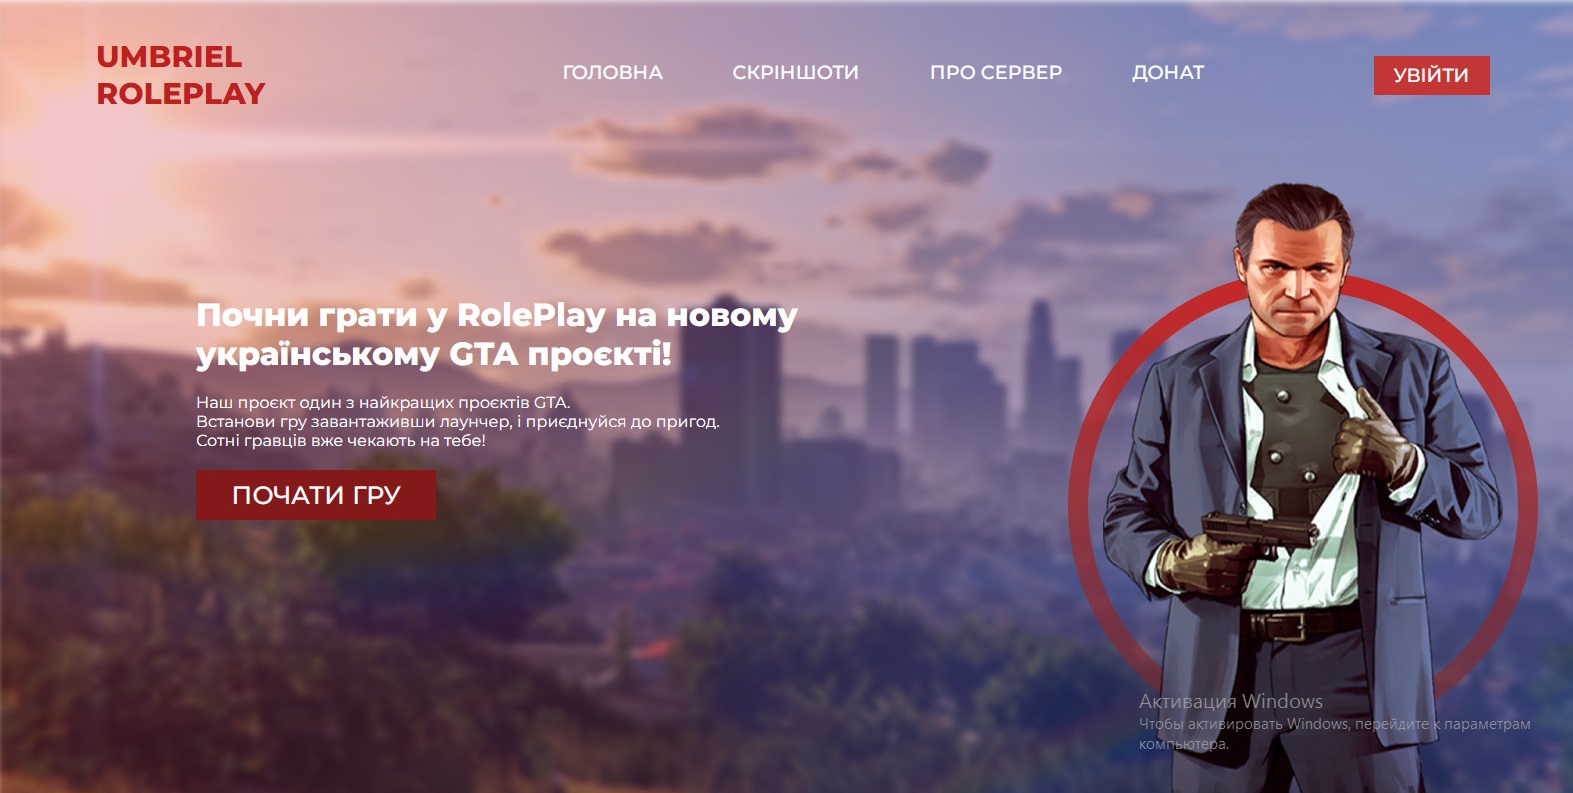 UMBRIEL
ROLEPLAY
ГОЛОВНА
СКРІНШОТИ
ПРО СЕРВЕР
ДОНАТ
УВІЙТИ
Почни грати у RolePlay на новому
українському GTA проєкті!
Наш проєкт один з найкращих проєктів GTA.
Встанови гру завантаживши лаунчер, і приєднуйся до пригод.
Сотні гравців вже чекають на тебе!
ПОЧАТИ ГРУ
Активация Windows
Чтобы активировать Windows, перейдите к параметрам
компьютера.